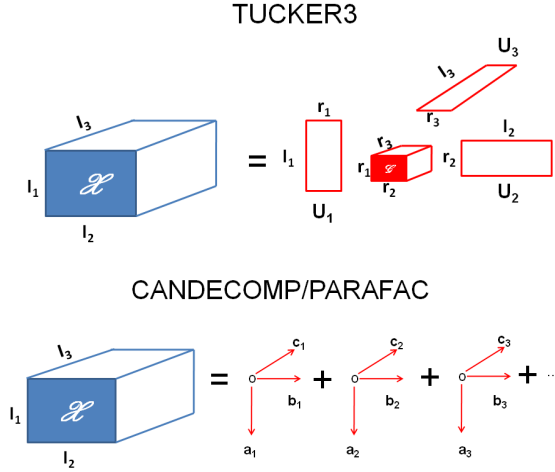 TUCKER3
U₃
I₃
r₃
I₃
I₁
𝒳
I₂
=
r₁
I₁
U₁
r₃
r₁
𝒢
r₂
I₂
r₂
U₂
CANDECOMP/PARAFAC
I₃
I₁
𝒳
I₂
=
c₁
b₁
a₁
+
c₂
b₂
a₂
+
c₃
b₃
a₃
+ ..